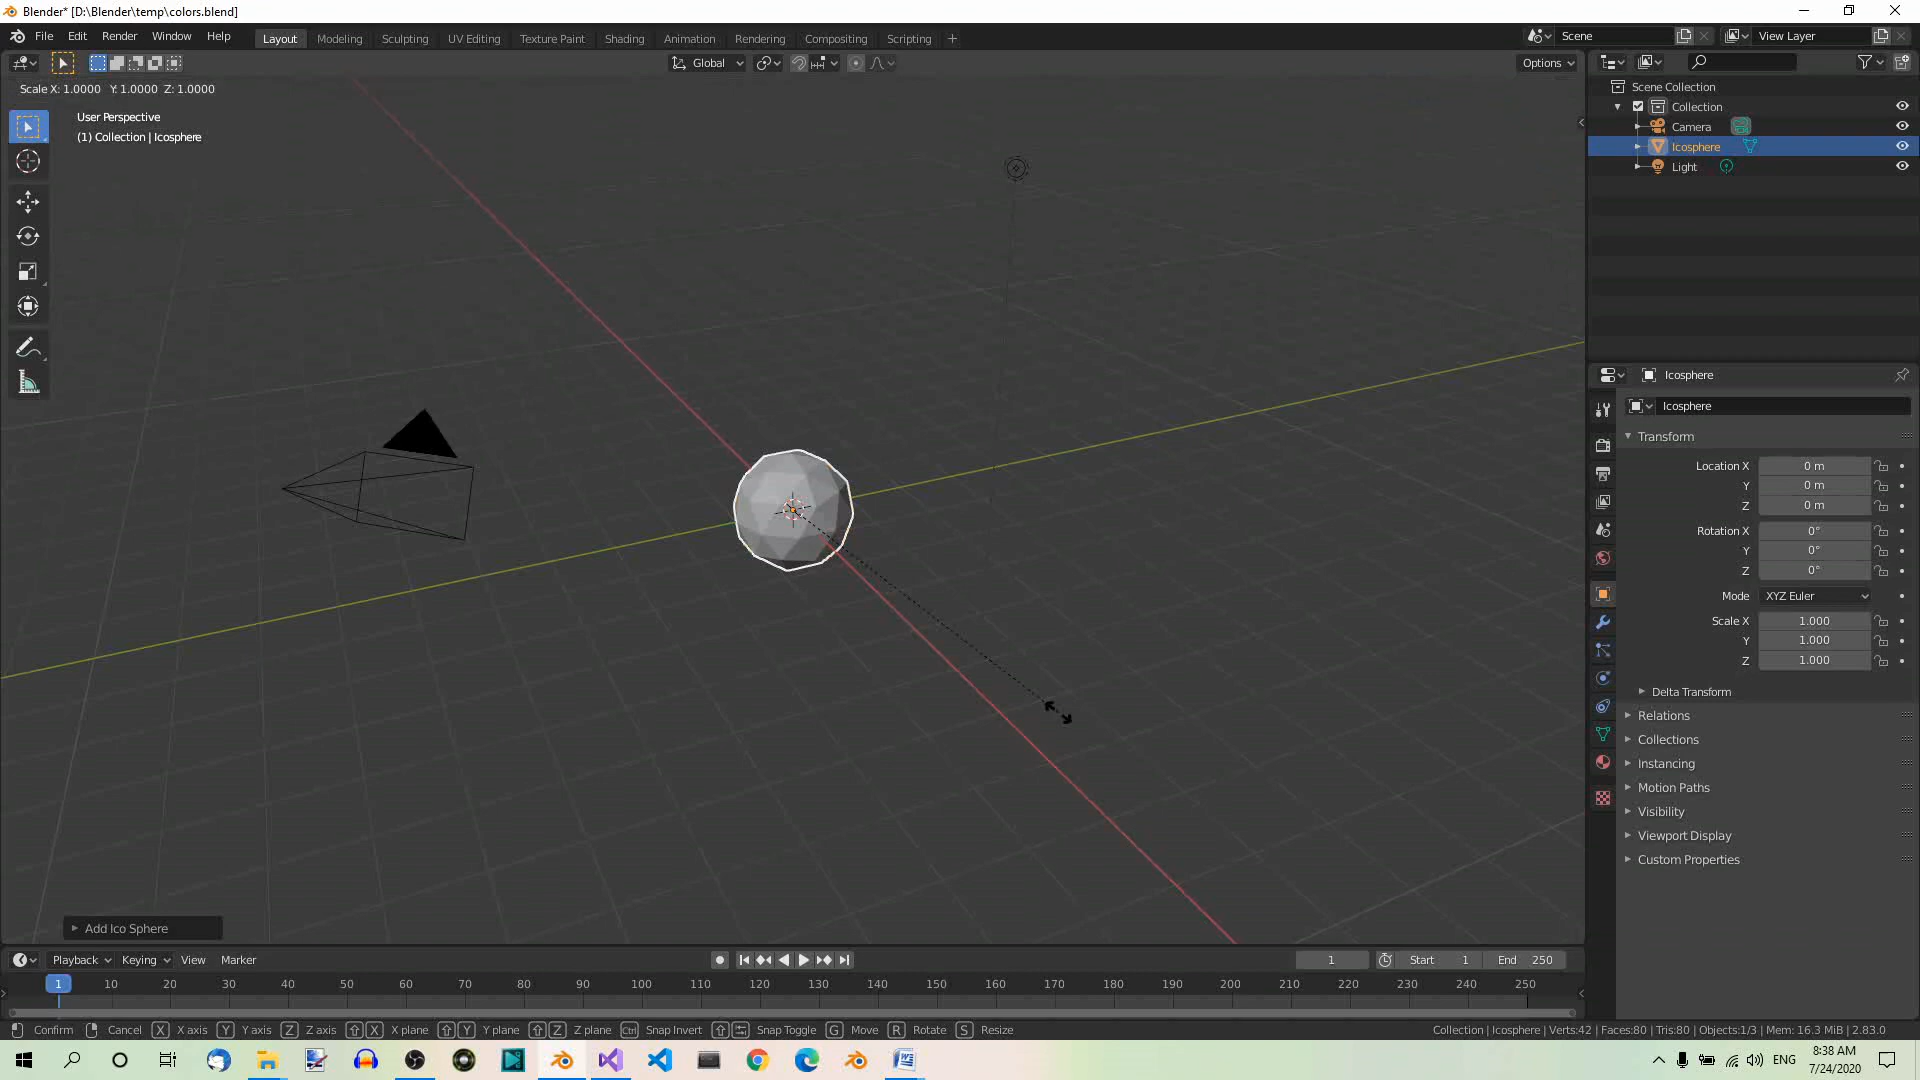 Blender* [D:\Blender\temp\colors.blend]
File Edit Render Window Help
Layout Modeling Sculpting UV Editing Texture Paint Shading Animation Rendering Compositing Scripting +
Scene
View Layer
Global
Options
Scale X: 1.0000 Y: 1.0000 Z: 1.0000
User Perspective
(1) Collection | Icosphere
Scene Collection
Collection
Camera
Icosphere
Light
Icosphere
Icosphere
Transform
Location X 0 m
Y 0 m
Z 0 m
Rotation X 0°
Y 0°
Z 0°
Mode XYZ Euler
Scale X 1.000
Y 1.000
Z 1.000
Delta Transform
Relations
Collections
Instancing
Motion Paths
Visibility
Viewport Display
Custom Properties
Add Ico Sphere
Playback Keying View Marker
1 Start 1 End 250
1 10 20 30 40 50 60 70 80 90 100 110 120 130 140 150 160 170 180 190 200 210 220 230 240 250
Confirm Cancel X X axis Y Y axis Z Z axis X X plane Y Y plane Z Z plane Ctrl Snap Invert Snap Toggle G Move R Rotate S Resize
Collection | Icosphere | Verts:42 | Faces:80 | Tris:80 | Objects:1/3 | Mem: 16.3 MiB | 2.83.0
ENG
8:38 AM
7/24/2020